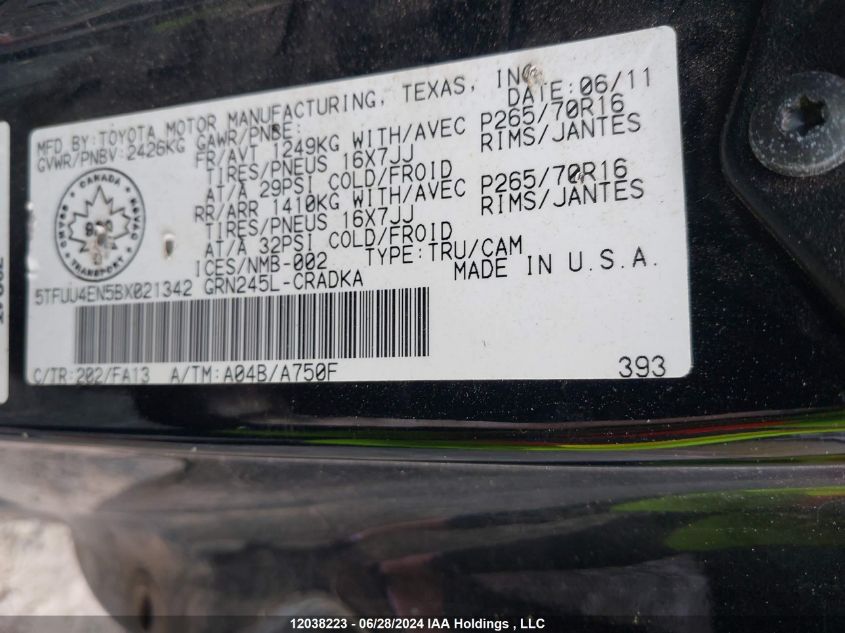 MFD BY:TOYOTA MOTOR MANUFACTURING, TEXAS, INC. DATE:06/11
GVWR/PNBV:2426KG GAWR/PNBE:
FR/AVT 1249KG WITH/AVEC P265/70R16
TIRES/PNEUS 16X7JJ RIMS/JANTES
AT/A 29PSI COLD/FROID
RR/ARR 1410KG WITH/AVEC P265/70R16
TIRES/PNEUS 16X7JJ RIMS/JANTES
AT/A 32PSI COLD/FROID
ICES/NMB-002 TYPE:TRU/CAM
CANADA
TRANSPORT
5TFUU4EN5BX021342 GRN245L-CRADKA MADE IN U.S.A.
C/TR:202/FA13 A/TM:A04B/A750F 393
12038223 - 06/28/2024 IAA Holdings , LLC